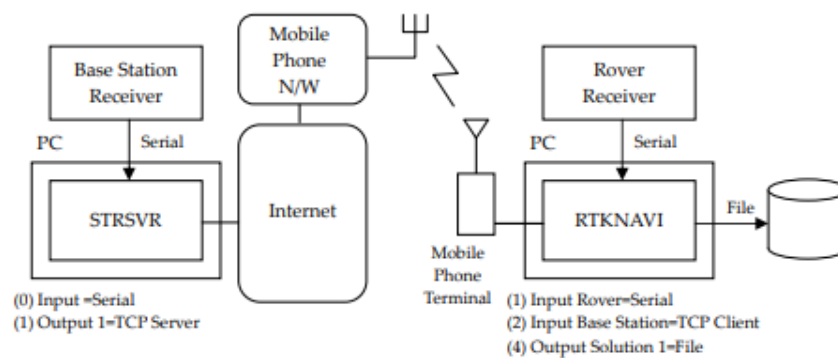 Base Station
Receiver
PC
Serial
STRSVR
(0) Input =Serial
(1) Output 1=TCP Server
Mobile
Phone
N/W
Internet
Mobile
Phone
Terminal
Rover
Receiver
PC
Serial
RTKNAVI
File
(1) Input Rover=Serial
(2) Input Base Station=TCP Client
(4) Output Solution 1=File